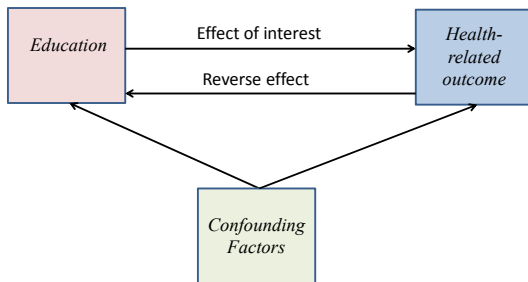 Education
Effect of interest
Health-
related
outcome
Reverse effect
Confounding
Factors